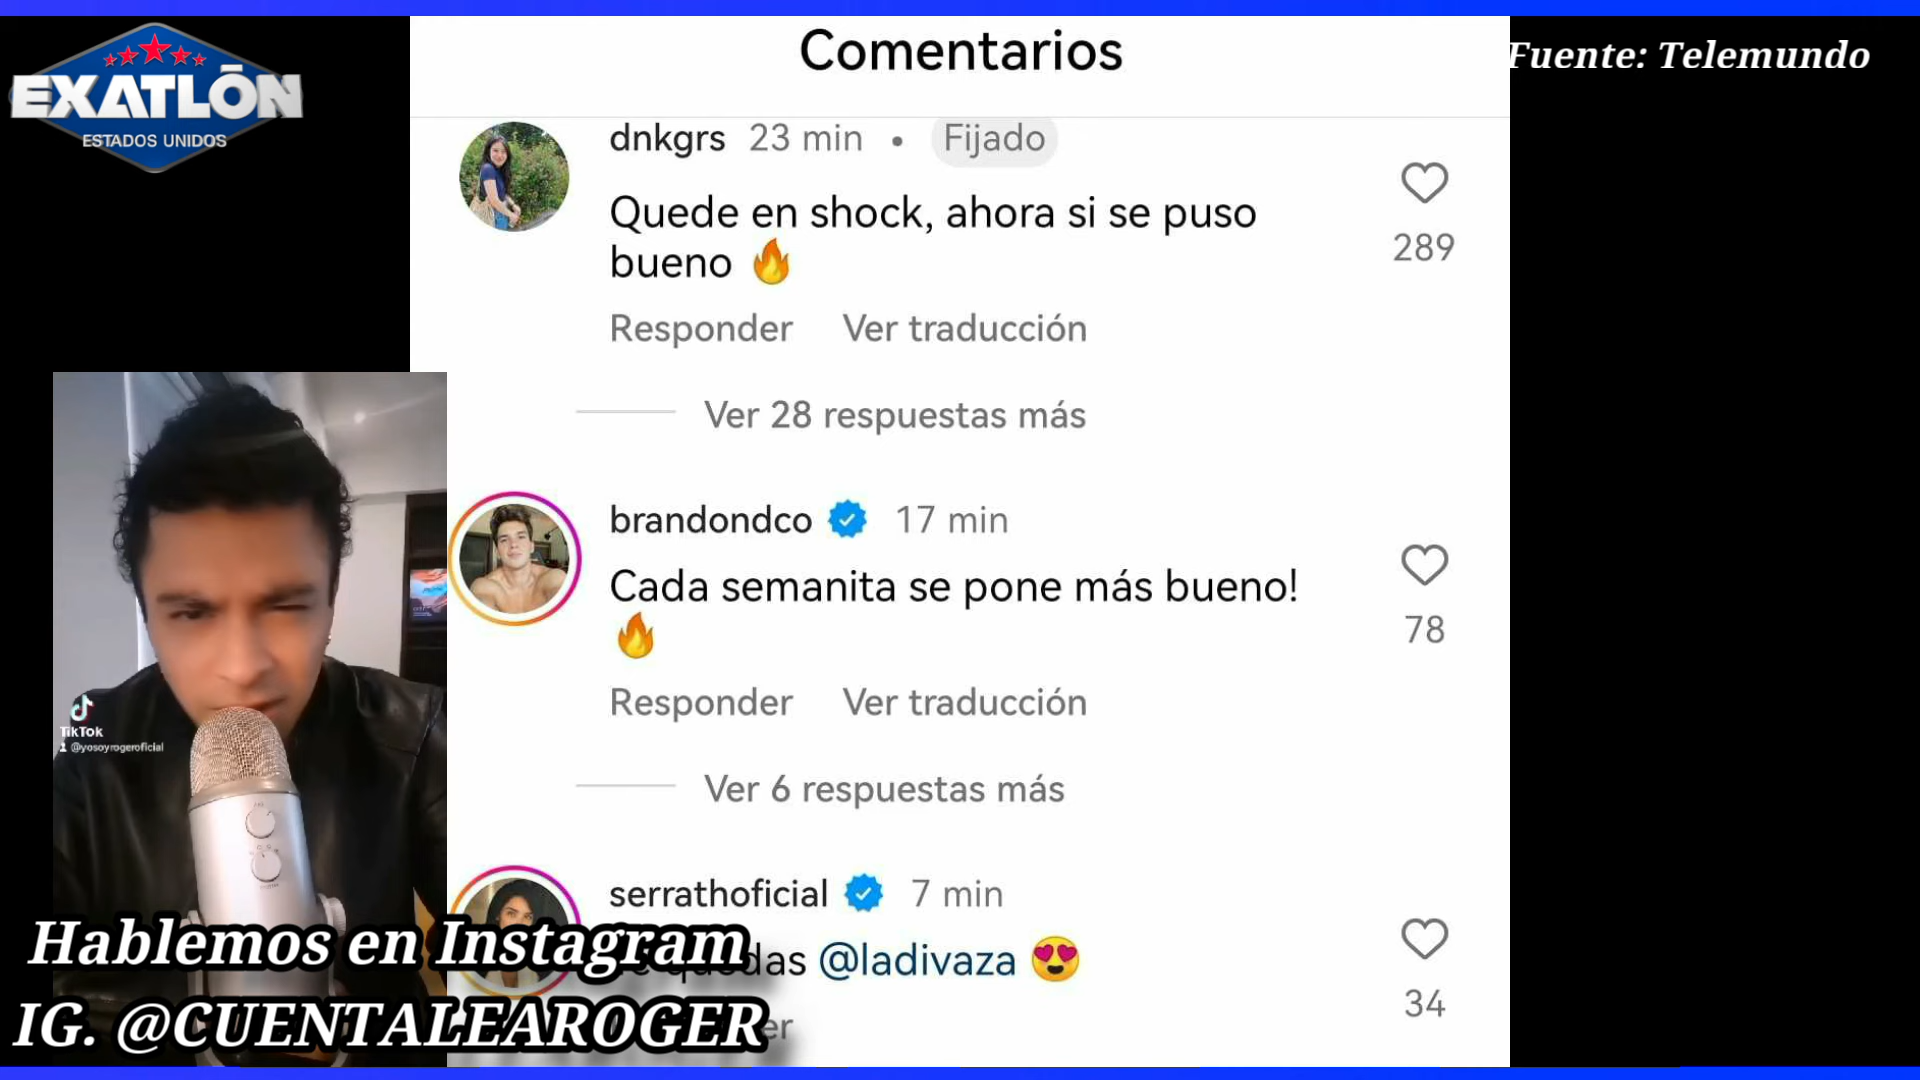 EXATLÓN
ESTADOS UNIDOS
Comentarios
Fuente: Telemundo
dnkgrs 23 min • Fijado
Quede en shock, ahora si se puso
bueno 🔥
289
Responder Ver traducción
Ver 28 respuestas más
brandondco 17 min
Cada semanita se pone más bueno!
🔥
78
Responder Ver traducción
Ver 6 respuestas más
serrathoficial 7 min
@ladivaza 😍
34
TikTok
@yosoyrogeroficial
Hablemos en Instagram
IG. @CUENTALEAROGER